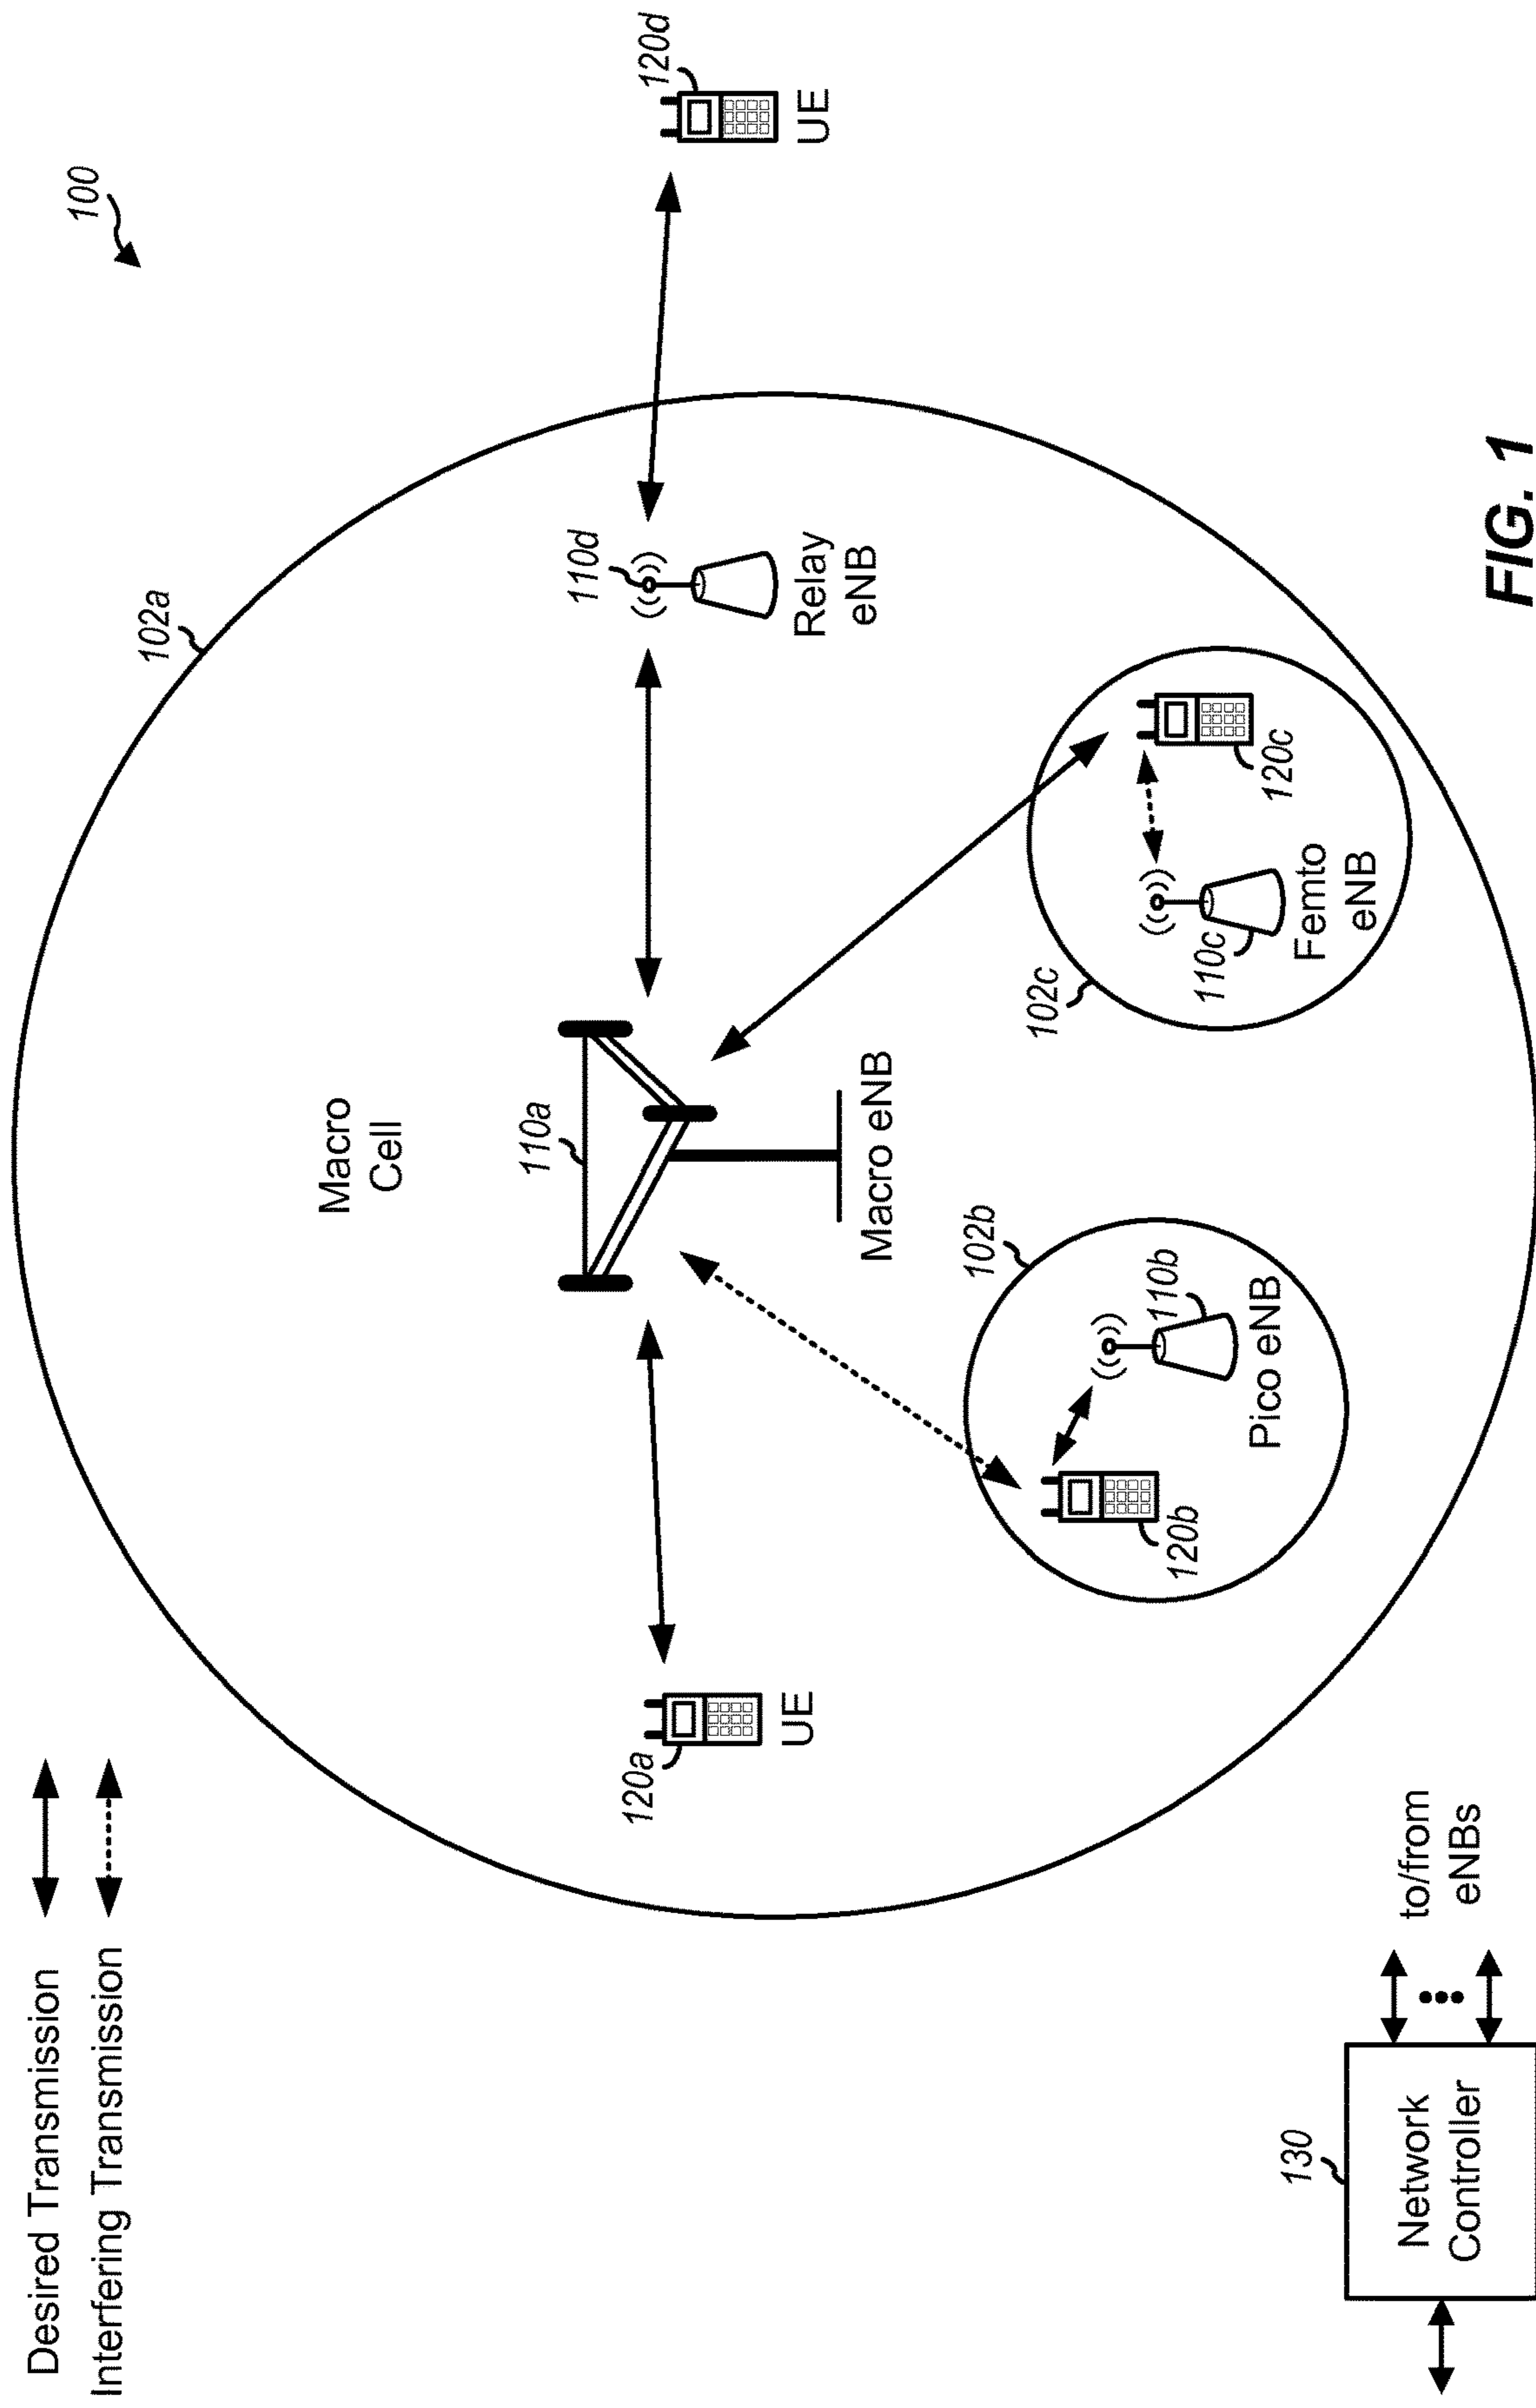 Desired Transmission
Interfering Transmission
100
102a
Macro
Cell
110a
Macro eNB
110d
Relay
eNB
120d
UE
120a
UE
102b
110b
Pico eNB
120b
102c
110c
Femto
eNB
120c
130
Network
Controller
to/from
eNBs
FIG. 1